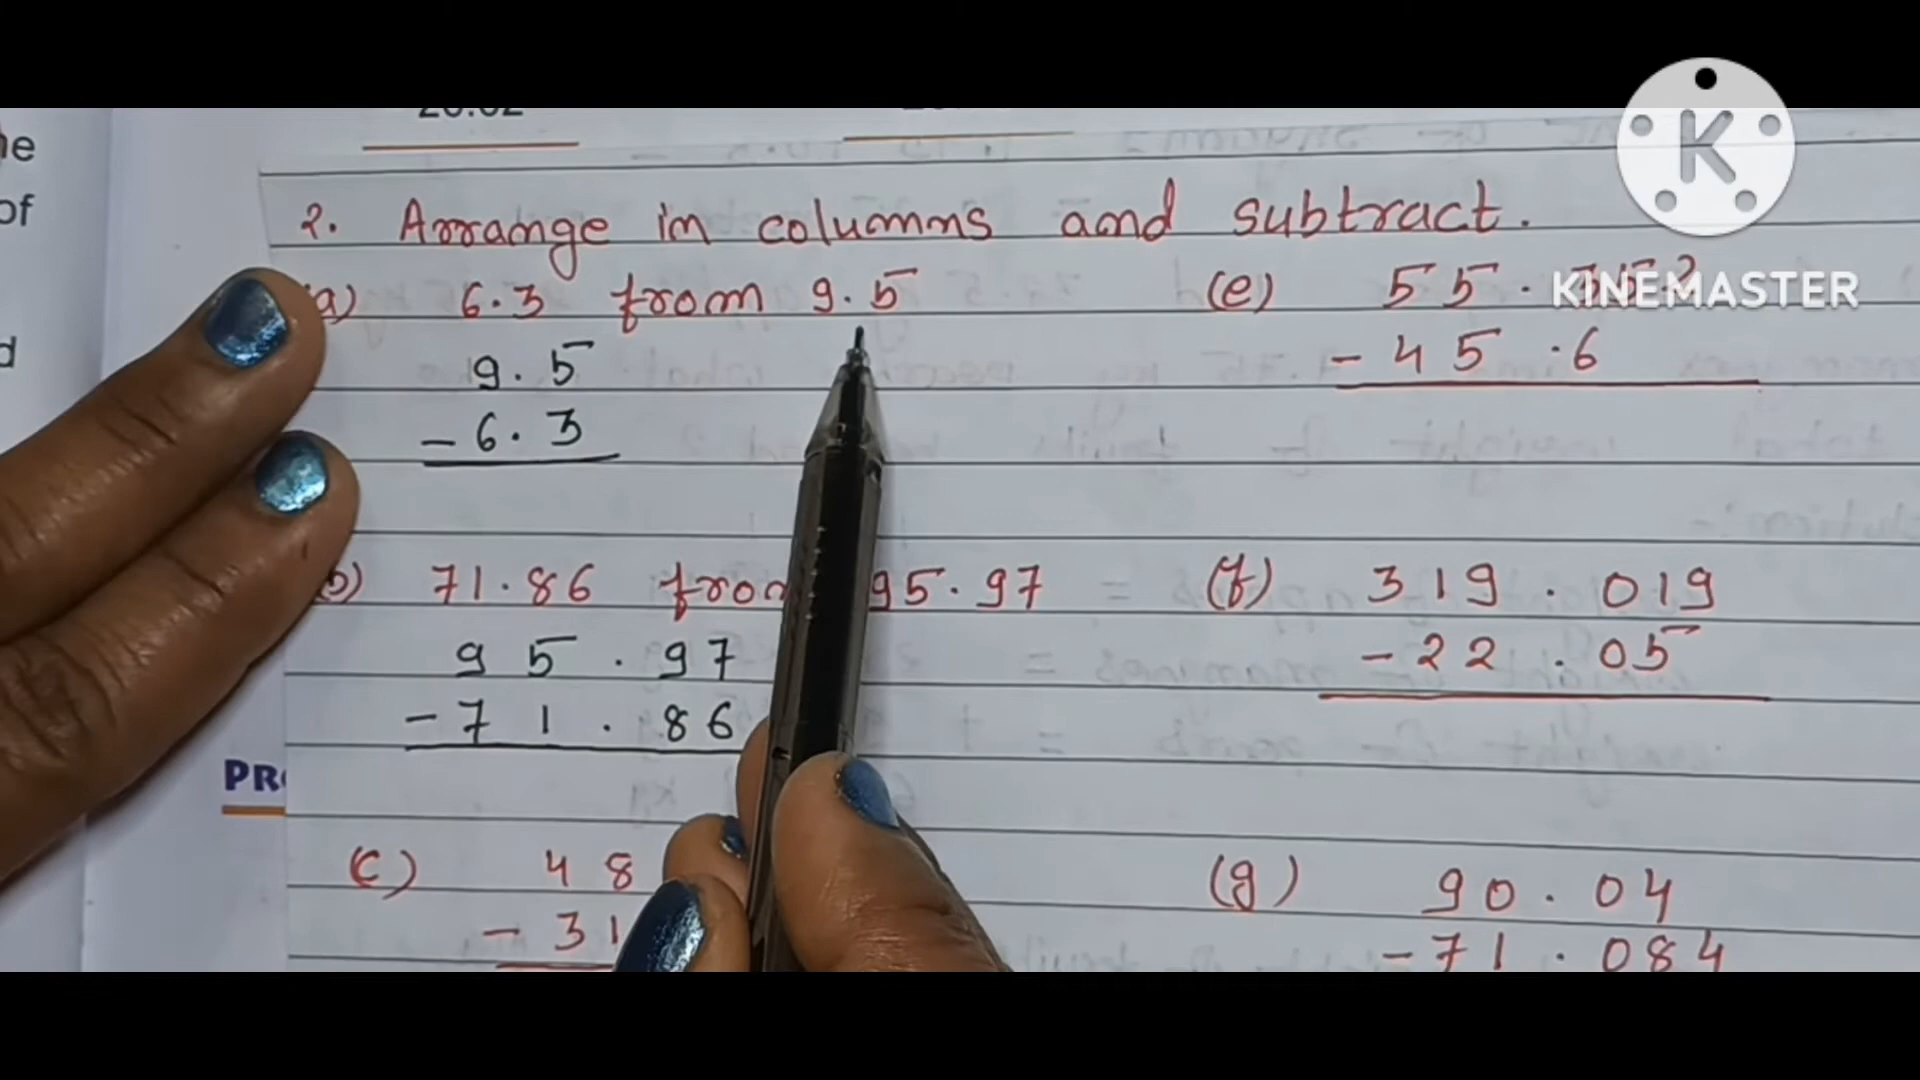 2. Arrange in columns and subtract.
(a) 6.3 from 9.5
9.5
- 6.3
(b) 71.86 from 95.97
95.97
- 71.86
(c) 48
- 31
(e) 55.
- 45.6
(f) 319.019
- 22.05
(g) 90.04
- 71.084
of
K
KINEMASTER